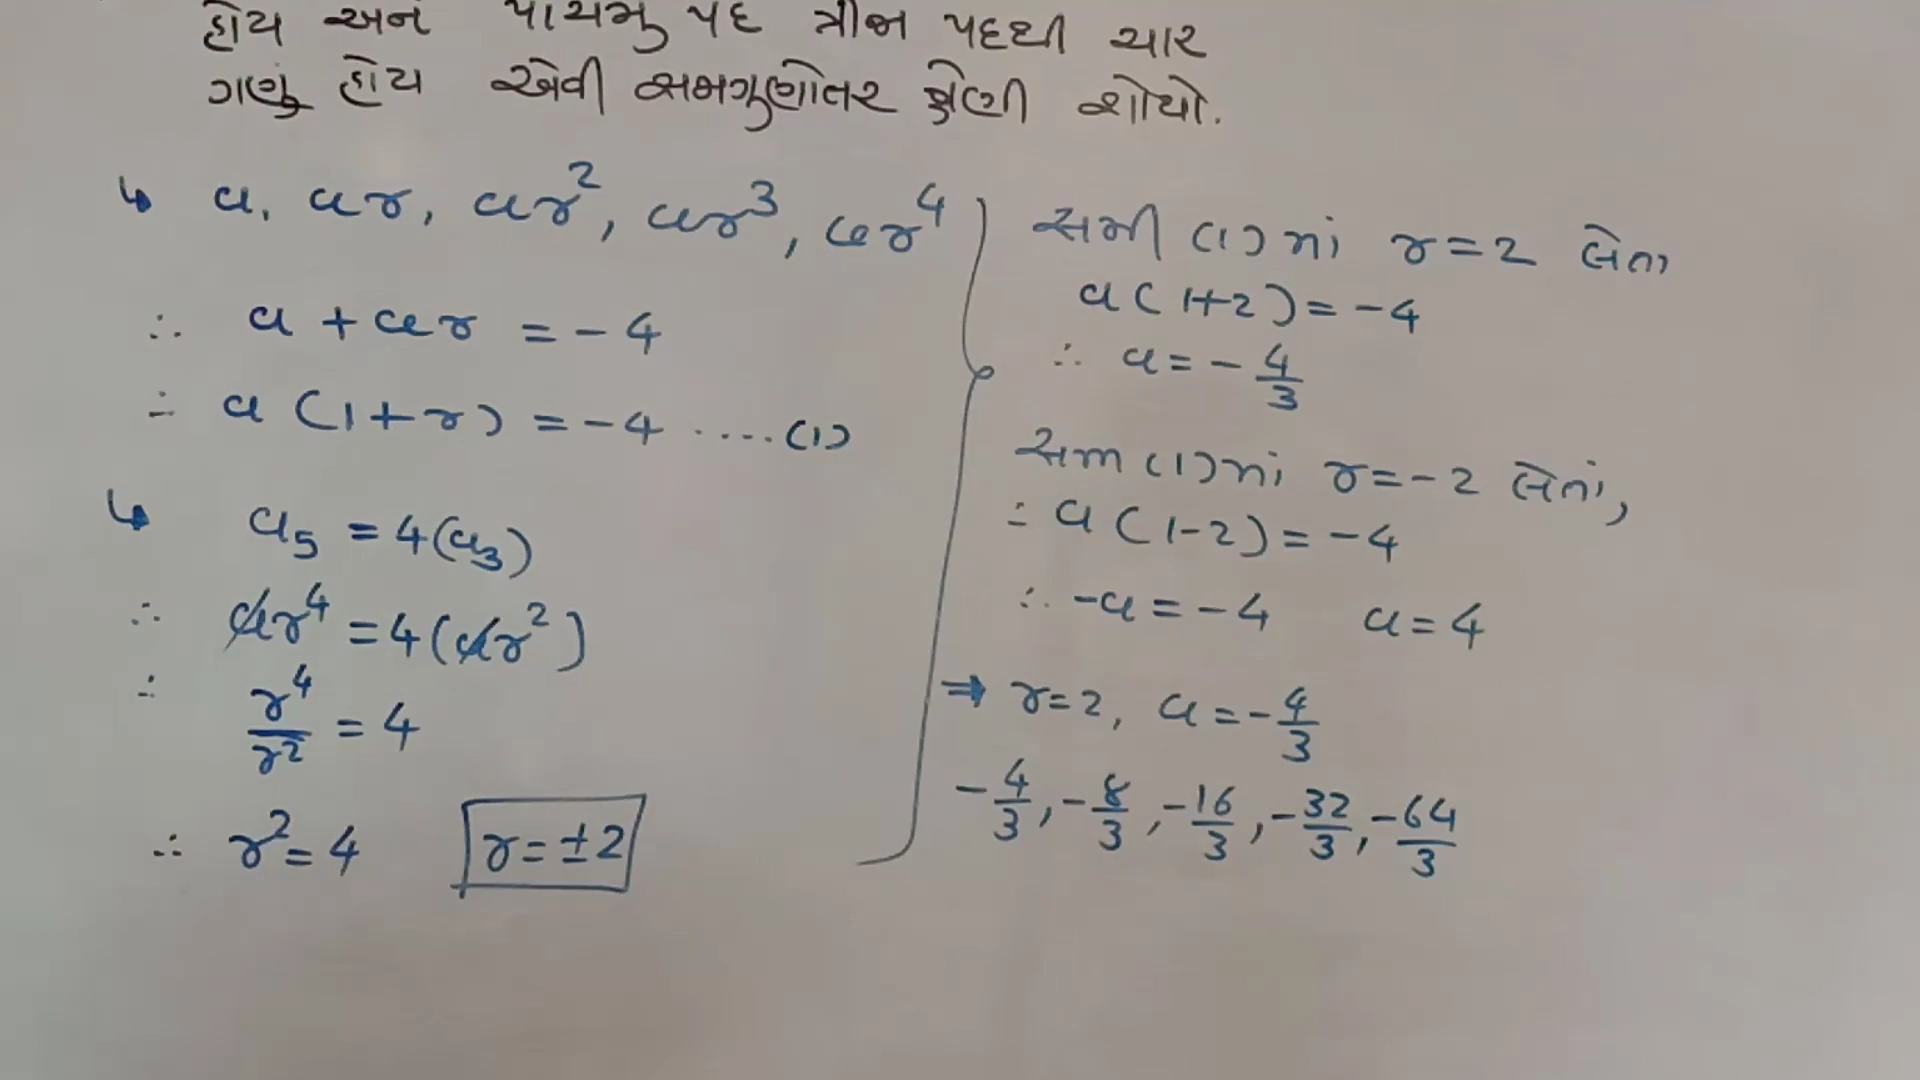 હોય અને પાંચમુ પદ ત્રીજા પદથી ચાર
ગણુ હોય એવી સમગુણોતર શ્રેણી શોધો.
↳ a, ar, ar², ar³, ar⁴
∴ a + ar = -4
∴ a (1+r) = -4 ....(1)
↳ a₅ = 4(a₃)
∴ ar⁴ = 4(ar²)
∴ r⁴/r² = 4
∴ r² = 4 r = ±2
સમી (1) માં r = 2 લેતા
a(1+2) = -4
∴ a = -4/3
સમી (1) માં r = -2 લેતાં,
∴ a(1-2) = -4
∴ -a = -4 a = 4
⇒ r = 2, a = -4/3
-4/3, -8/3, -16/3, -32/3, -64/3